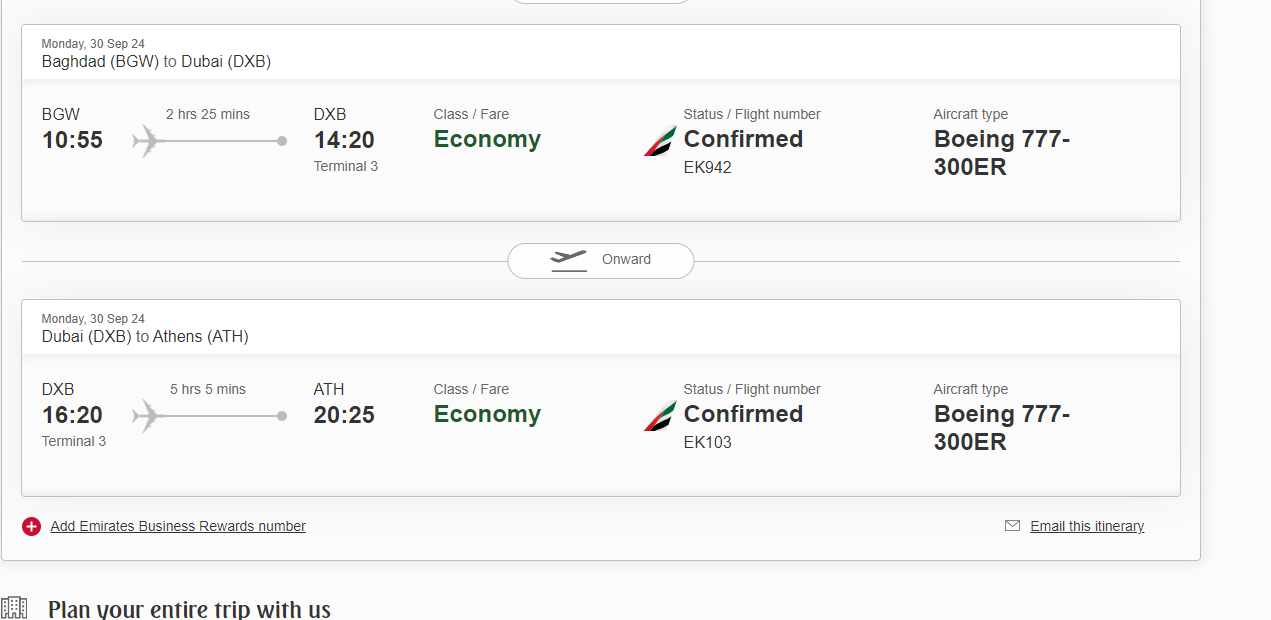 Monday, 30 Sep 24
Baghdad (BGW) to Dubai (DXB)
BGW
10:55
2 hrs 25 mins
DXB
14:20
Terminal 3
Class / Fare
Economy
Status / Flight number
Confirmed
EK942
Aircraft type
Boeing 777-
300ER
Onward
Monday, 30 Sep 24
Dubai (DXB) to Athens (ATH)
DXB
16:20
Terminal 3
5 hrs 5 mins
ATH
20:25
Class / Fare
Economy
Status / Flight number
Confirmed
EK103
Aircraft type
Boeing 777-
300ER
Add Emirates Business Rewards number
Email this itinerary
Plan your entire trip with us